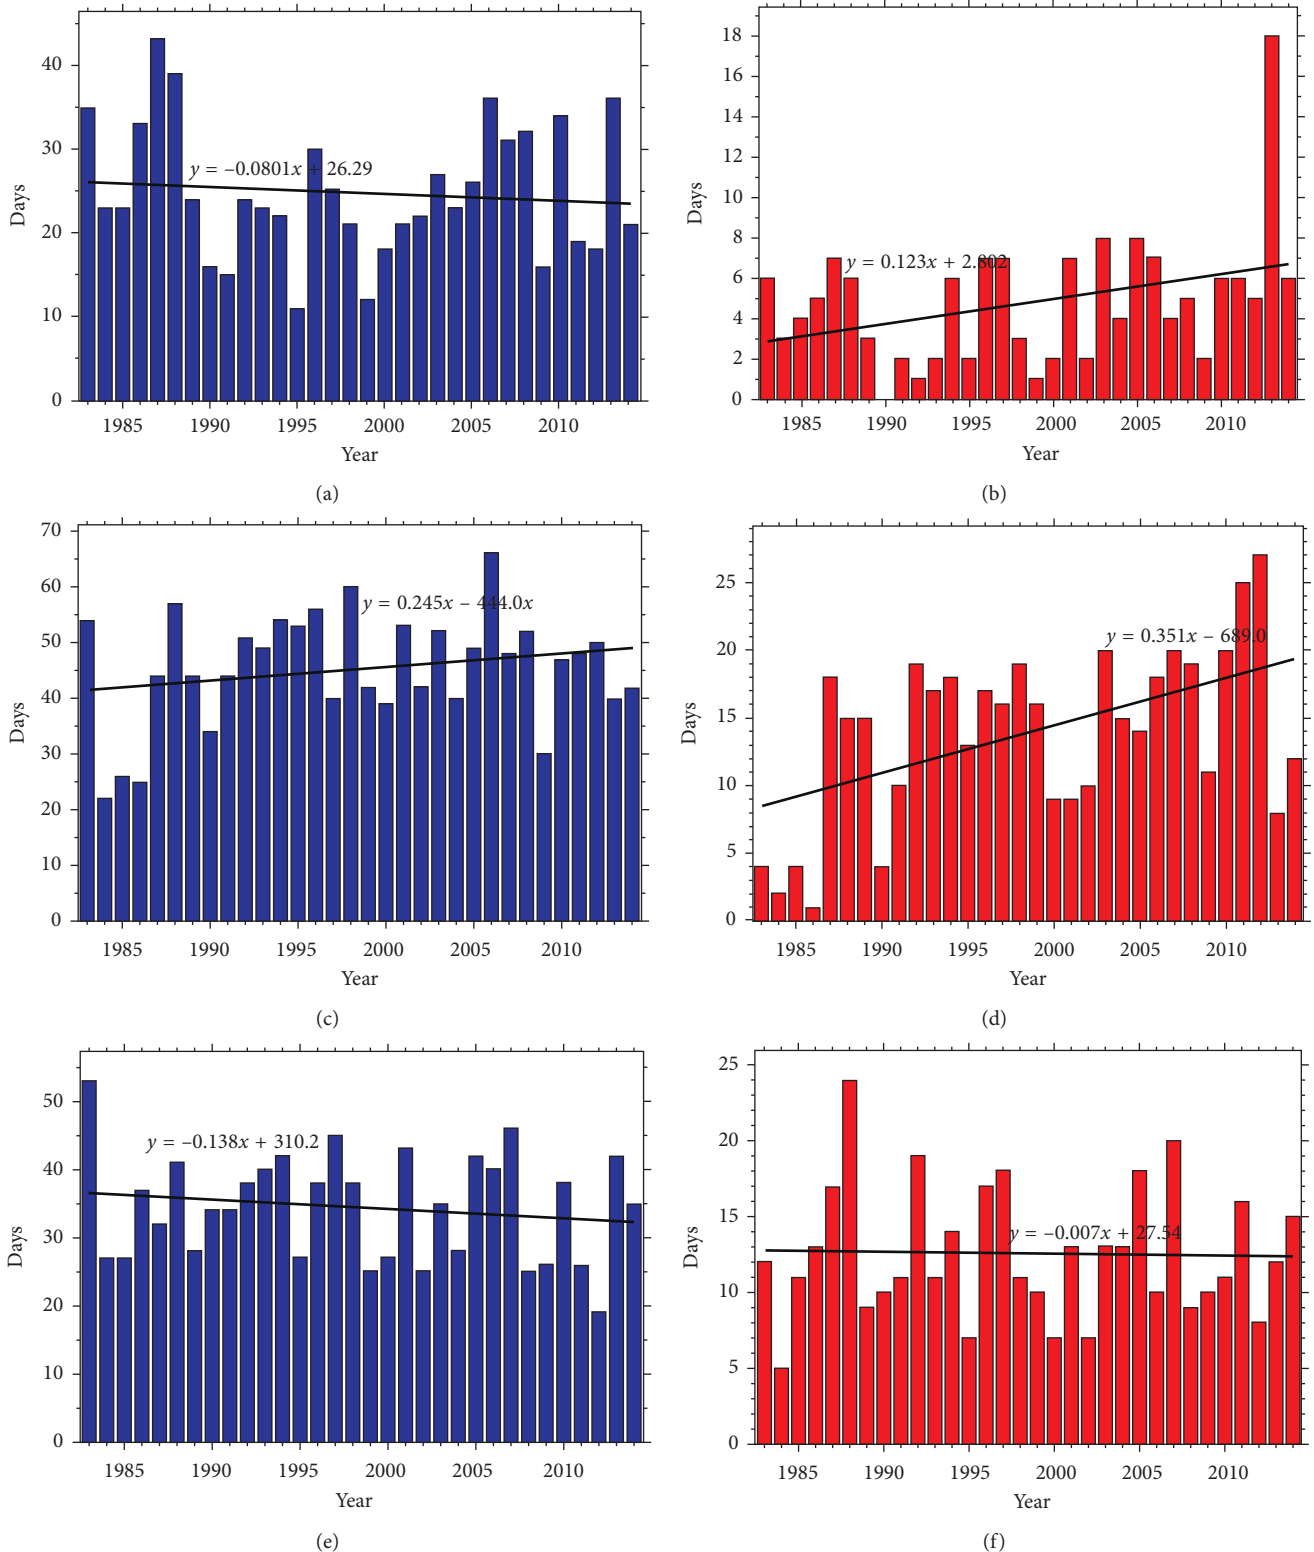 40
30
20
10
0
Days
y = –0.0801x + 26.29
1985 1990 1995 2000 2005 2010
Year
(a)
18
16
14
12
10
8
6
4
2
0
Days
y = 0.123x + 2.802
1985 1990 1995 2000 2005 2010
Year
(b)
70
60
50
40
30
20
10
0
Days
y = 0.245x – 444.0x
1985 1990 1995 2000 2005 2010
Year
(c)
25
20
15
10
5
0
Days
y = 0.351x – 689.0
1985 1990 1995 2000 2005 2010
Year
(d)
50
40
30
20
10
0
Days
y = –0.138x + 310.2
1985 1990 1995 2000 2005 2010
Year
(e)
25
20
15
10
5
0
Days
y = –0.007x + 27.54
1985 1990 1995 2000 2005 2010
Year
(f)